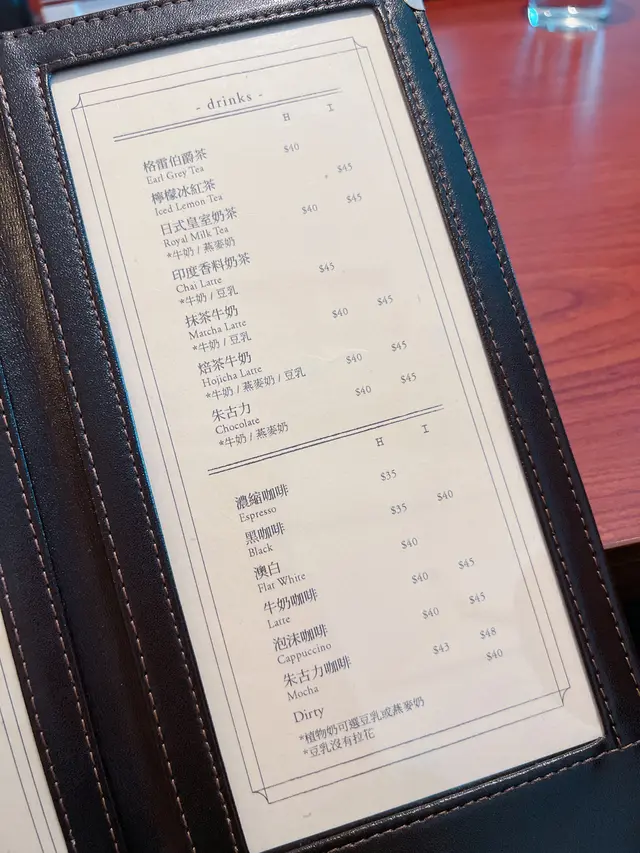 - drinks -
H I
格雷伯爵茶 $40
Earl Grey Tea
檸檬冰紅茶 $45
Iced Lemon Tea
日式皇室奶茶 $40 $45
Royal Milk Tea
*牛奶 / 燕麥奶
印度香料奶茶 $45
Chai Latte
*牛奶 / 豆乳
抹茶牛奶 $40 $45
Matcha Latte
*牛奶 / 豆乳
焙茶牛奶 $40 $45
Hojicha Latte
*牛奶 / 燕麥奶 / 豆乳
朱古力 $40 $45
Chocolate
*牛奶 / 燕麥奶
H I
濃縮咖啡 $35
Espresso
黑咖啡 $35 $40
Black
澳白 $40
Flat White
牛奶咖啡 $40 $45
Latte
泡沫咖啡 $40 $45
Cappuccino
朱古力咖啡 $43 $48
Mocha
Dirty $40
*植物奶可選豆乳或燕麥奶
*豆乳沒有拉花